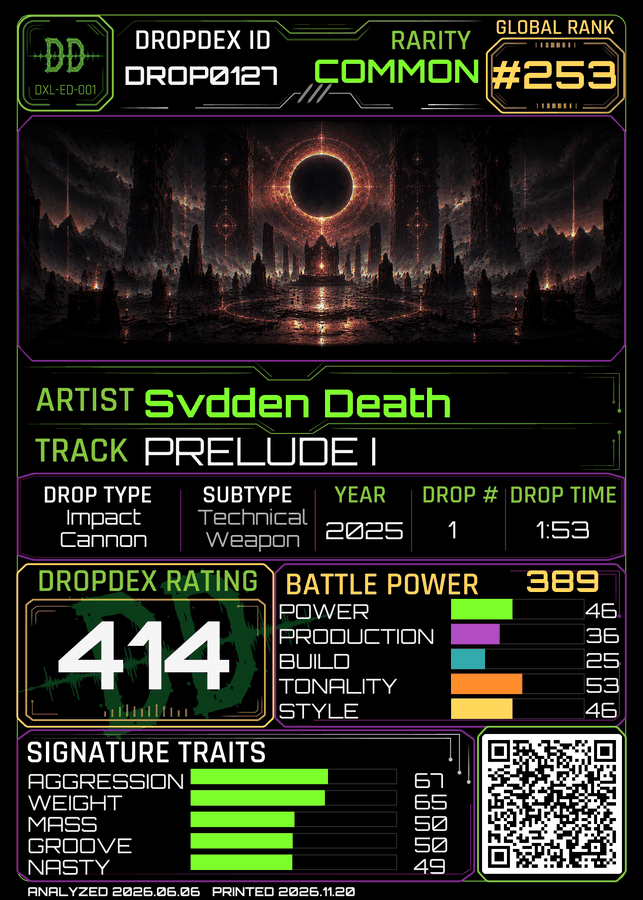 DD
DXL-ED-001
DROPDEX ID
DROP0127
RARITY
COMMON
GLOBAL RANK
#253
ARTIST Svdden Death
TRACK PRELUDE I
DROP TYPE
Impact
Cannon
SUBTYPE
Technical
Weapon
YEAR
2025
DROP #
1
DROP TIME
1:53
DROPDEX RATING
414
BATTLE POWER 389
POWER 46
PRODUCTION 36
BUILD 25
TONALITY 53
STYLE 46
SIGNATURE TRAITS
AGGRESSION 67
WEIGHT 65
MASS 50
GROOVE 50
NASTY 49
ANALYZED 2026.06.06 PRINTED 2026.11.20